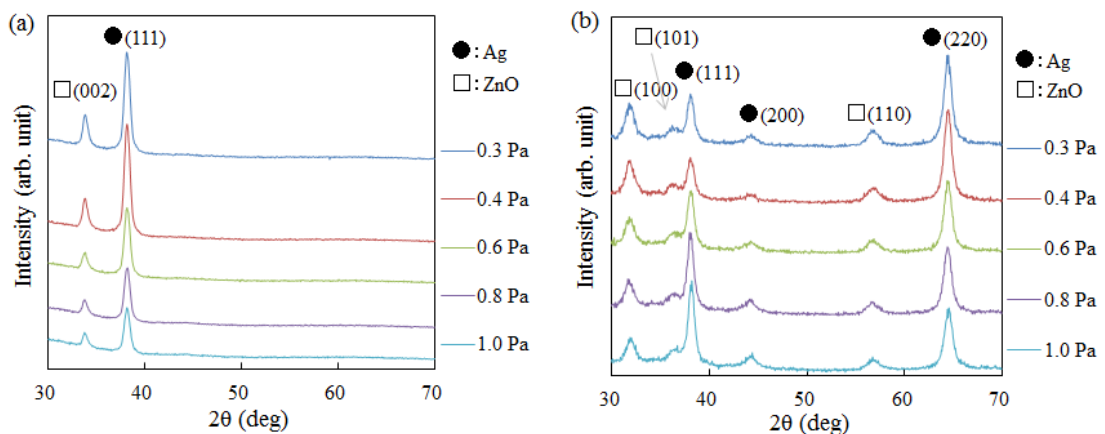 (a)
(111)
●: Ag
□: ZnO
(002)
0.3 Pa
0.4 Pa
0.6 Pa
0.8 Pa
1.0 Pa
Intensity (arb. unit)
30 40 50 60 70
2θ (deg)
(b)
(101)
(220)
(111)
●: Ag
(100)
□: ZnO
(200)
(110)
0.3 Pa
0.4 Pa
0.6 Pa
0.8 Pa
1.0 Pa
Intensity (arb. unit)
30 40 50 60 70
2θ (deg)